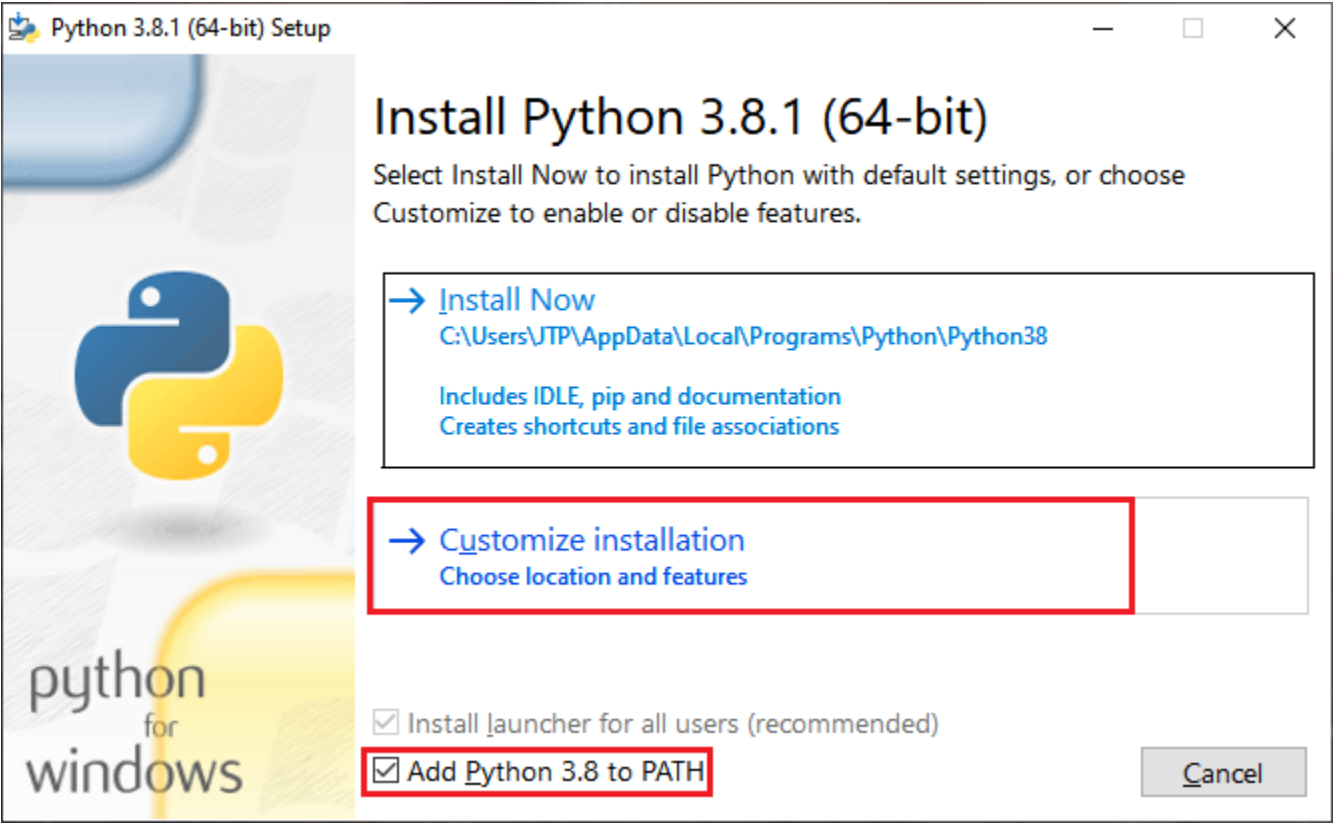 Python 3.8.1 (64-bit) Setup
Install Python 3.8.1 (64-bit)
Select Install Now to install Python with default settings, or choose
Customize to enable or disable features.
Install Now
C:\Users\JTP\AppData\Local\Programs\Python\Python38
Includes IDLE, pip and documentation
Creates shortcuts and file associations
Customize installation
Choose location and features
python
for
windows
Install launcher for all users (recommended)
Add Python 3.8 to PATH
Cancel